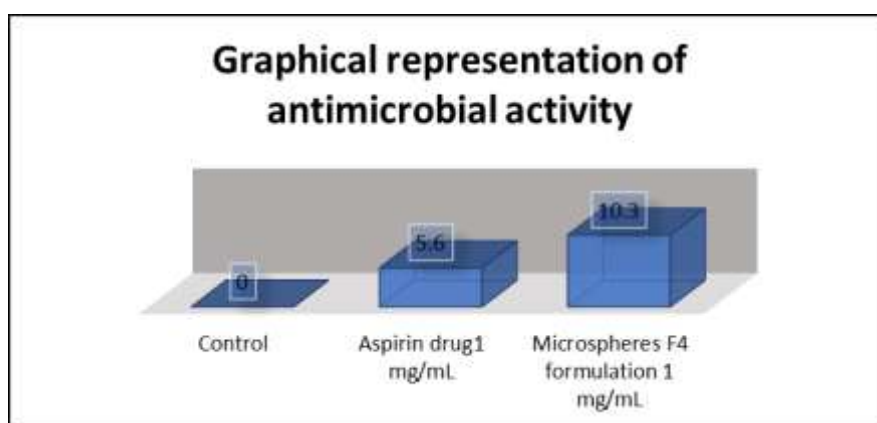 Graphical representation of
antimicrobial activity
0
5.6
10.3
Control
Aspirin drug1
mg/mL
Microspheres F4
formulation 1
mg/mL